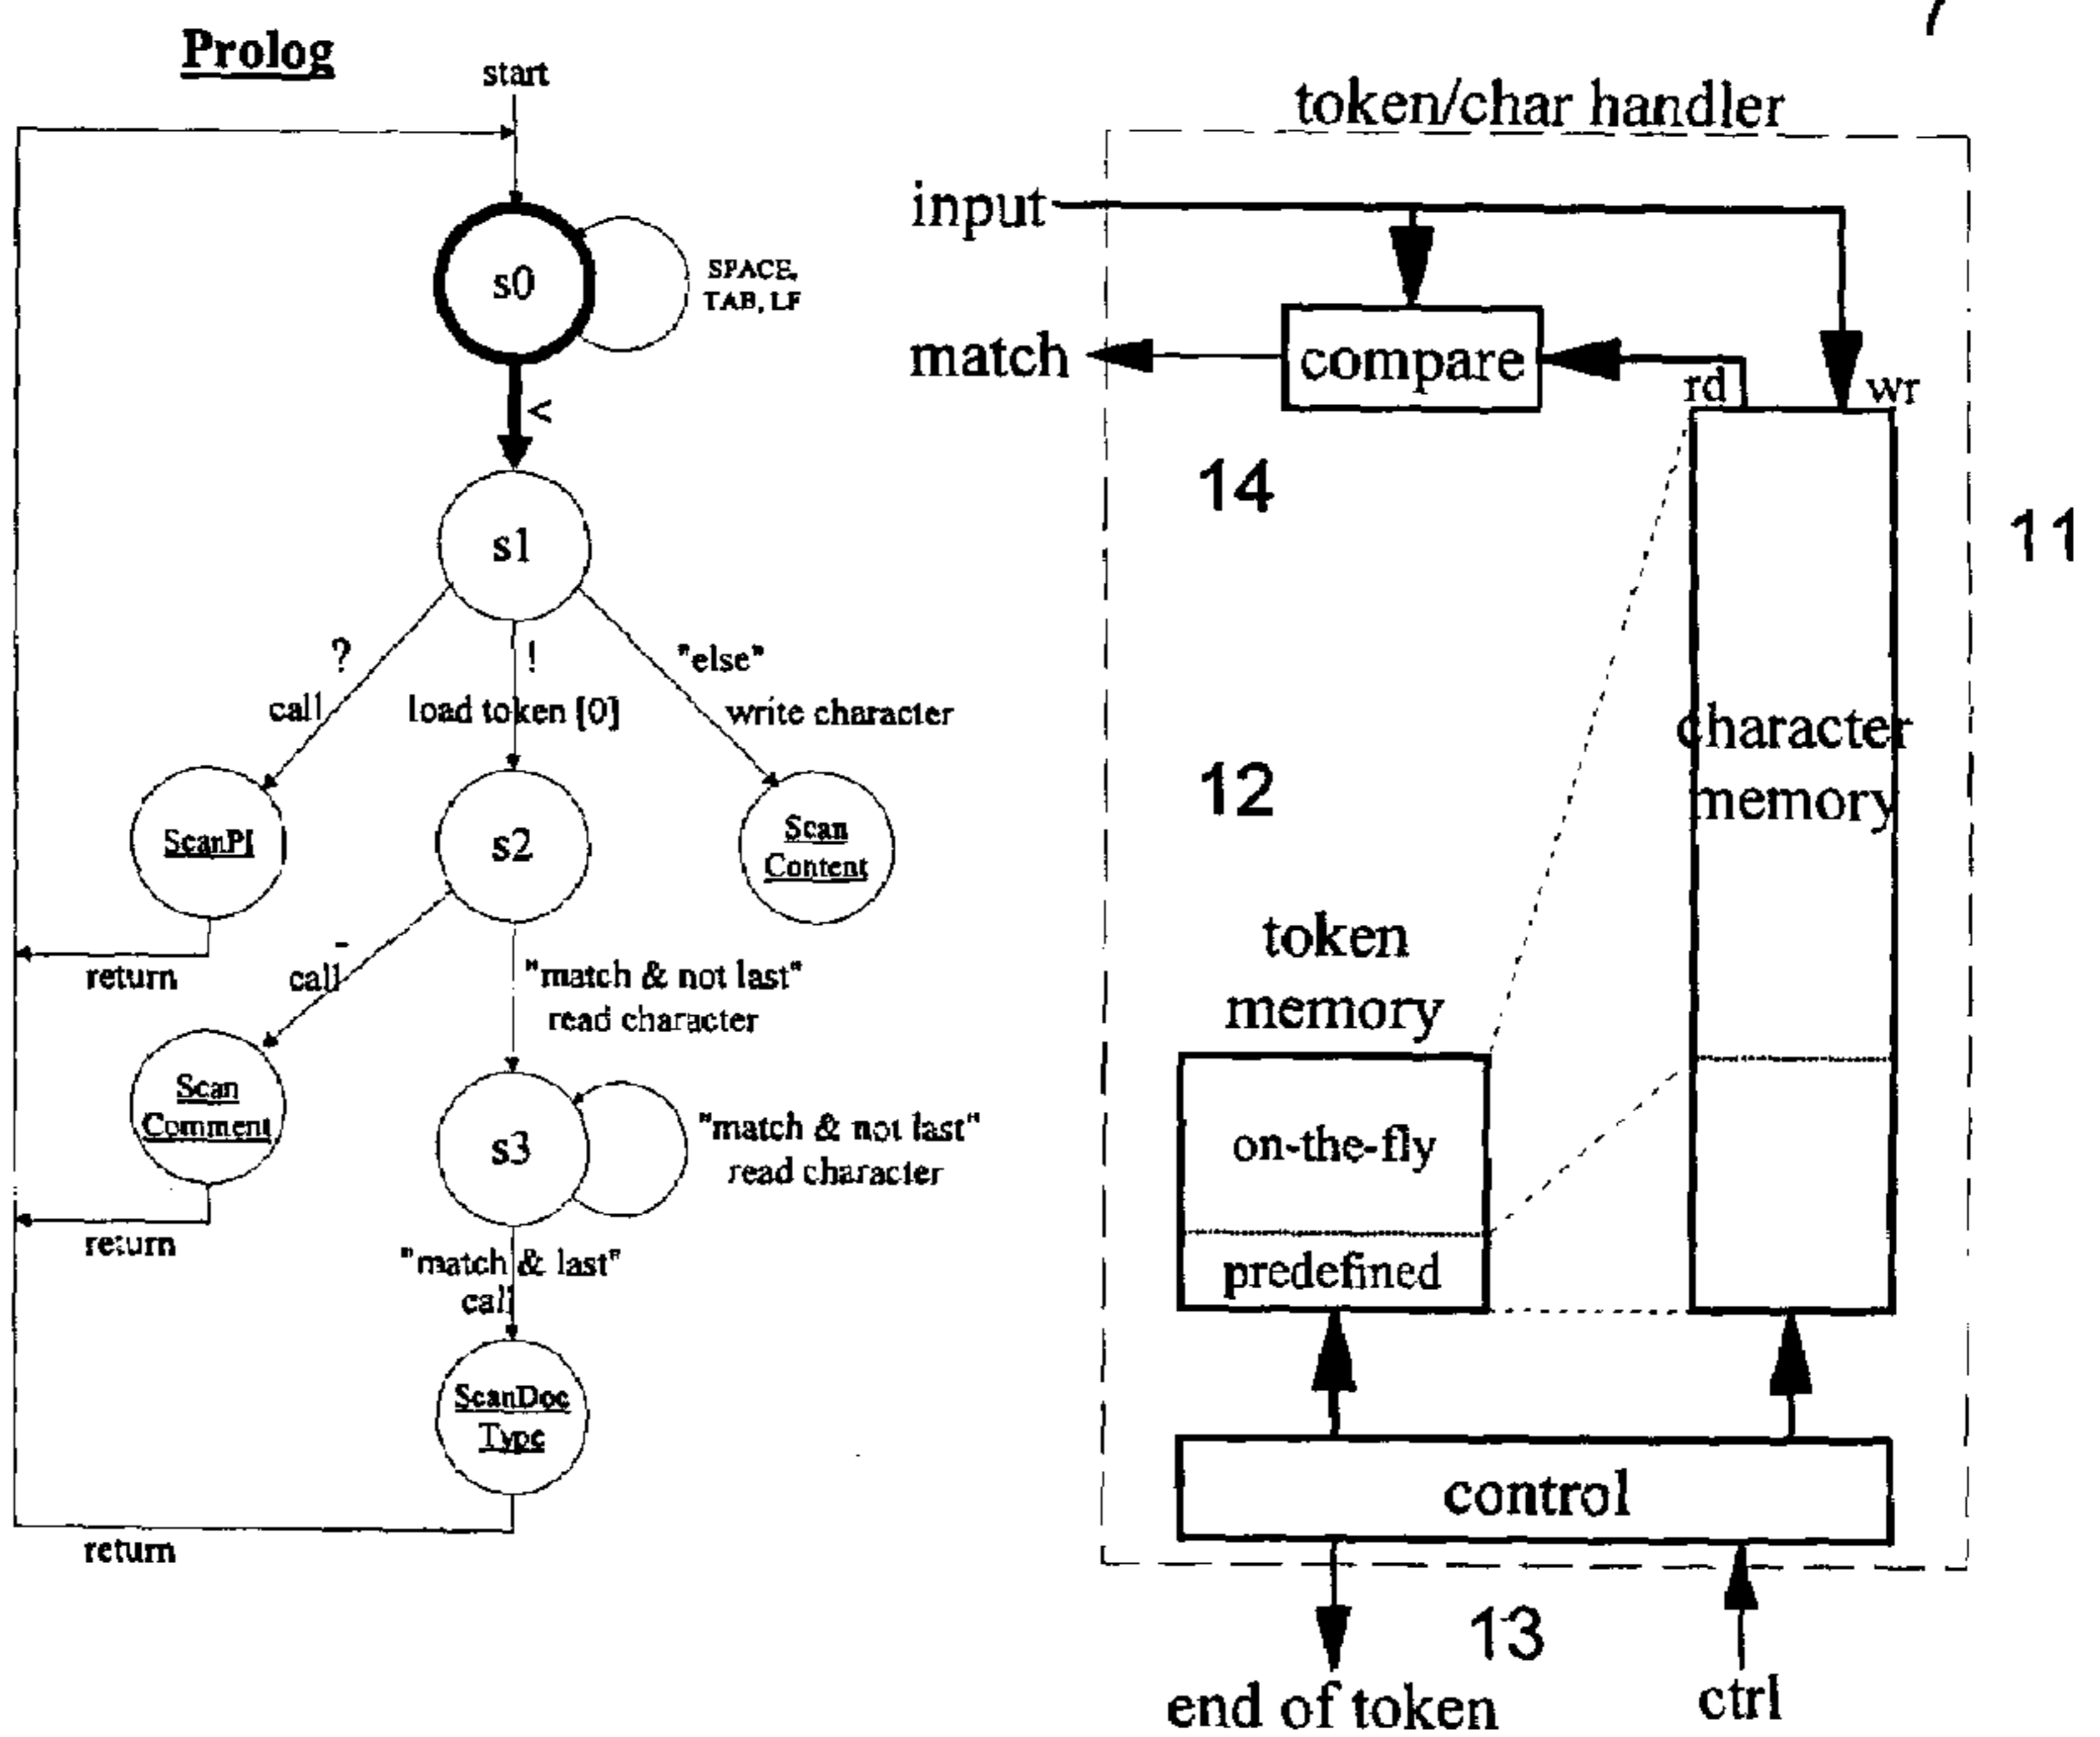 Prolog
start
s0
SPACE,
TAB, LF
<
s1
?
call
!
load token [0]
"else"
write character
ScanPI
s2
Scan
Content
return
-
call
"match & not last"
read character
Scan
Comment
return
s3
"match & not last"
read character
"match & last"
call
ScanDoc
Type
return
7
token/char handler
input
match
compare
rd
wr
14
11
12
character
memory
token
memory
on-the-fly
predefined
control
13
end of token
ctrl